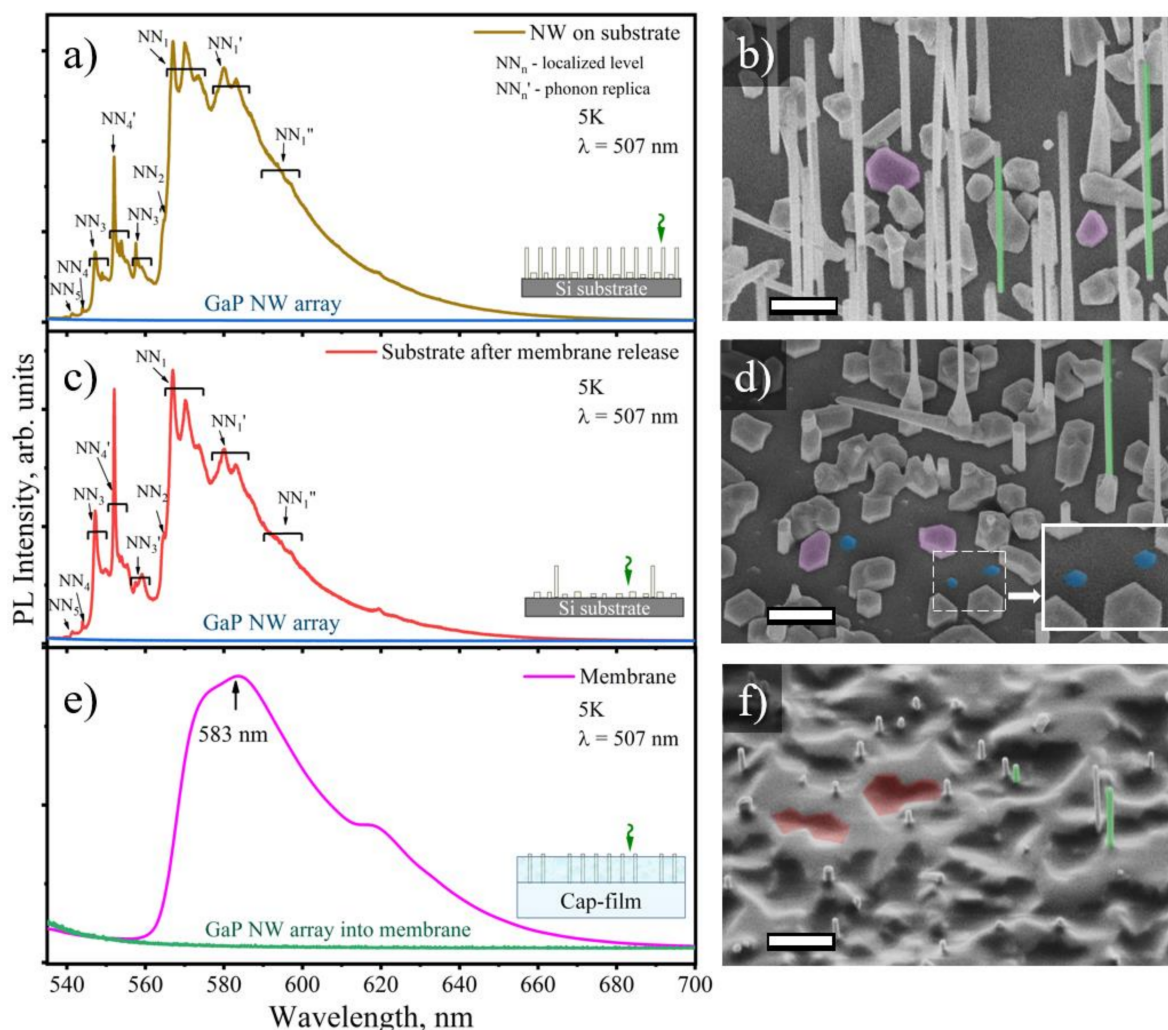 a)
NW on substrate
NNₙ - localized level
NNₙ' - phonon replica
5K
λ = 507 nm
NN₁
NN₁'
NN₄'
NN₁"
NN₂
NN₃
NN₃'
NN₄
NN₅
Si substrate
GaP NW array
b)
c)
Substrate after membrane release
5K
λ = 507 nm
NN₁
NN₁'
NN₄'
NN₃
NN₂
NN₁"
NN₃'
NN₄
NN₅
Si substrate
GaP NW array
d)
PL Intensity, arb. units
e)
Membrane
5K
λ = 507 nm
583 nm
Cap-film
GaP NW array into membrane
f)
540 560 580 600 620 640 660 680 700
Wavelength, nm